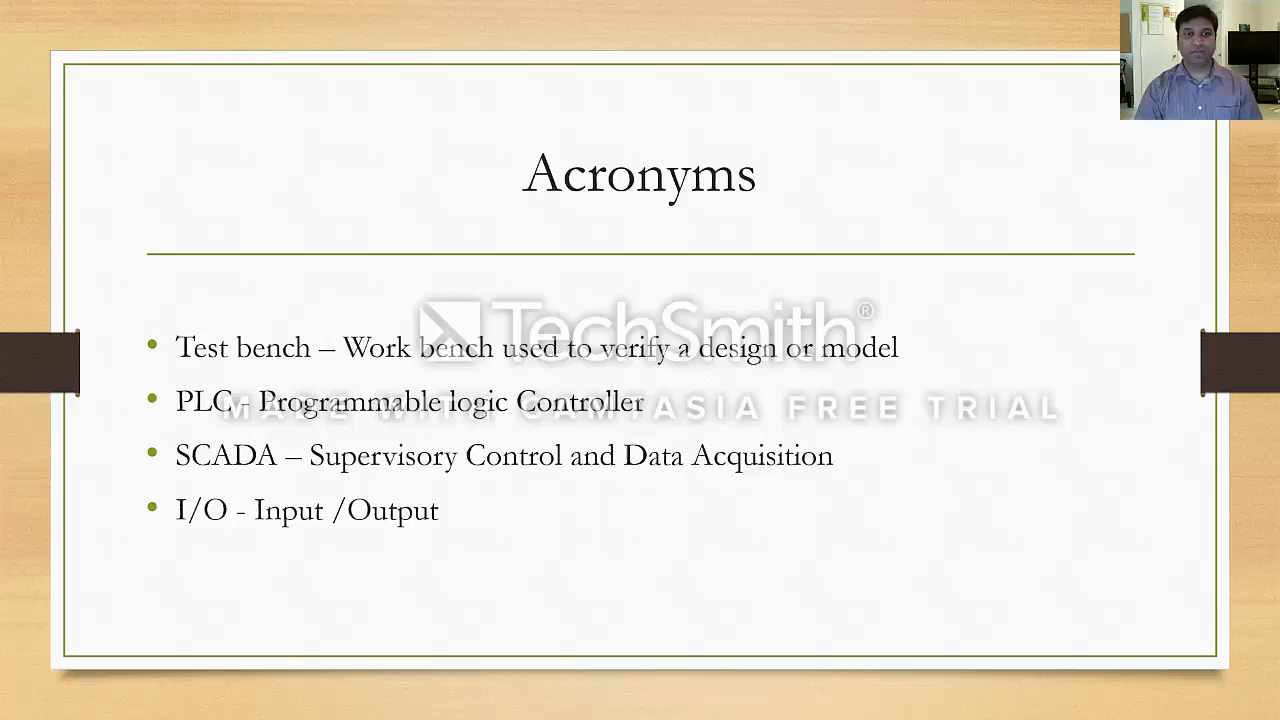 Acronyms
TechSmith®
• Test bench – Work bench used to verify a design or model
MADE WITH CAMTASIA FREE TRIAL
• PLC - Programmable logic Controller
• SCADA – Supervisory Control and Data Acquisition
• I/O - Input /Output